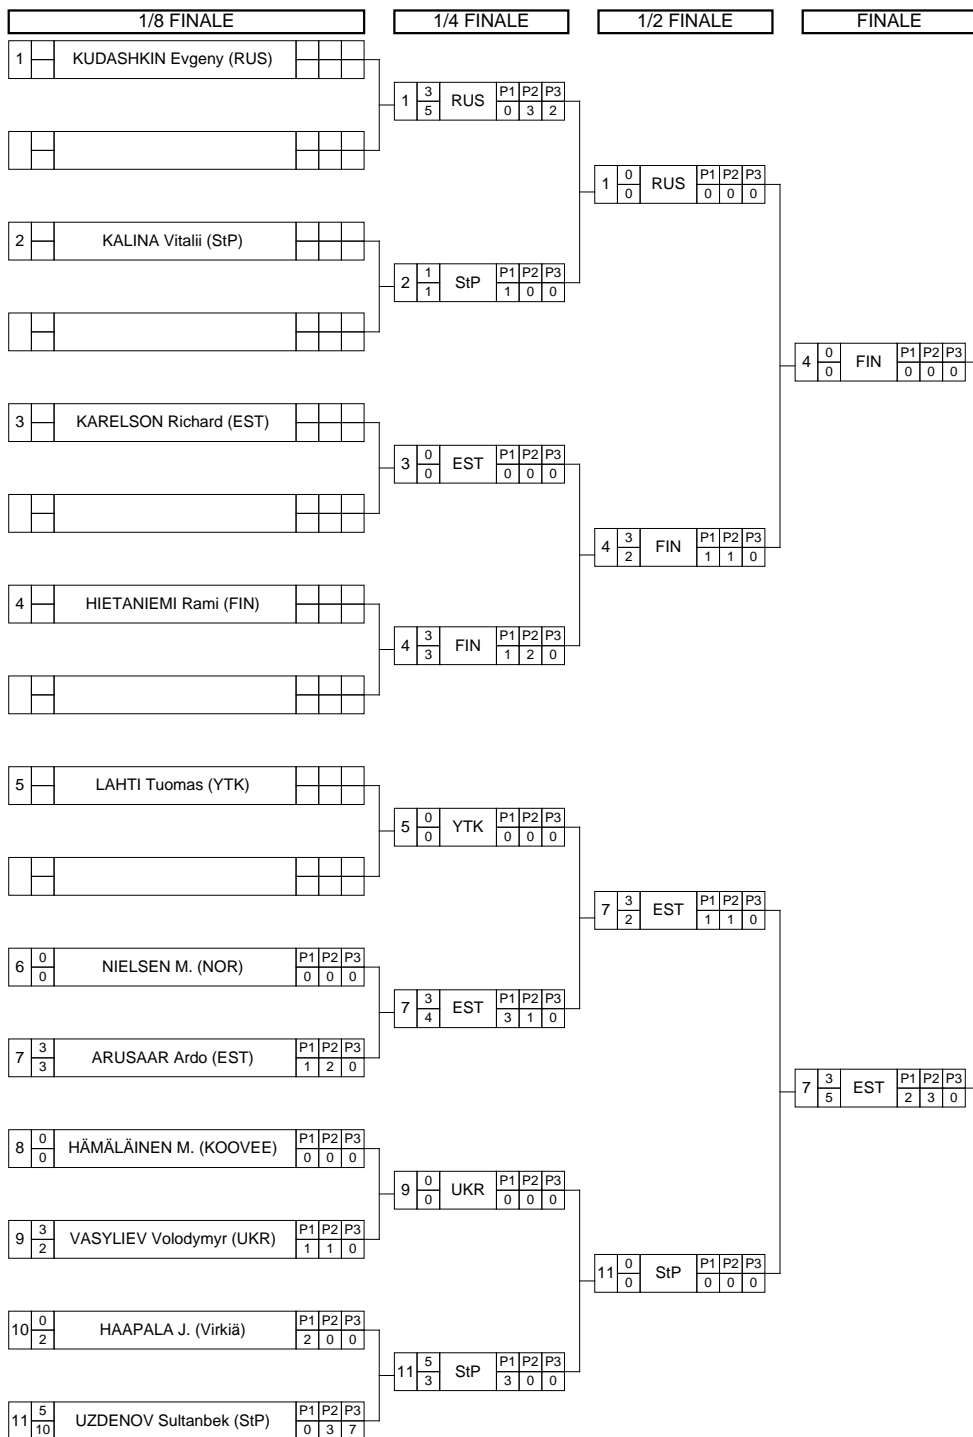 1/8 FINALE 1/4 FINALE 1/2 FINALE FINALE
1 KUDASHKIN Evgeny (RUS)
1 3 5 RUS P1 P2 P3 0 3 2
1 0 0 RUS P1 P2 P3 0 0 0
2 KALINA Vitalii (StP)
2 1 1 StP P1 P2 P3 1 0 0
4 0 0 FIN P1 P2 P3 0 0 0
3 KARELSON Richard (EST)
3 0 0 EST P1 P2 P3 0 0 0
4 3 2 FIN P1 P2 P3 1 1 0
4 HIETANIEMI Rami (FIN)
4 3 3 FIN P1 P2 P3 1 2 0
5 LAHTI Tuomas (YTK)
5 0 0 YTK P1 P2 P3 0 0 0
7 3 2 EST P1 P2 P3 1 1 0
6 0 0 NIELSEN M. (NOR) P1 P2 P3 0 0 0
7 3 4 EST P1 P2 P3 3 1 0
7 3 3 ARUSAAR Ardo (EST) P1 P2 P3 1 2 0
7 3 5 EST P1 P2 P3 2 3 0
8 0 0 HÄMÄLÄINEN M. (KOOVEE) P1 P2 P3 0 0 0
9 0 0 UKR P1 P2 P3 0 0 0
9 3 2 VASYLIEV Volodymyr (UKR) P1 P2 P3 1 1 0
11 0 0 StP P1 P2 P3 0 0 0
10 0 2 HAAPALA J. (Virkiä) P1 P2 P3 2 0 0
11 5 3 StP P1 P2 P3 3 0 0
11 5 10 UZDENOV Sultanbek (StP) P1 P2 P3 0 3 7